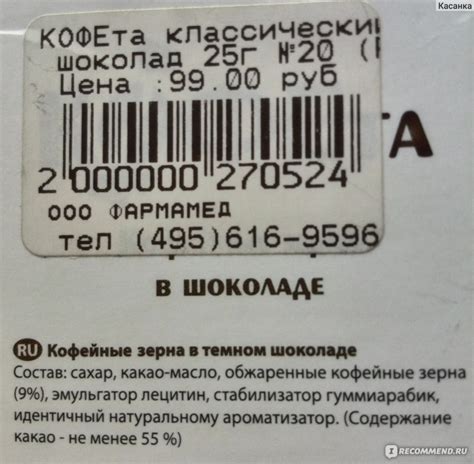 Касанка
КОФЕта классический
шоколад 25г №20 (
Цена :99.00 руб
ТА
2 000000 270524
ООО ФАРМАМЕД
тел (495)616-9596
В ШОКОЛАДЕ
RU Кофейные зерна в темном шоколаде
Состав: сахар, какао-масло, обжаренные кофейные зерна
(9%), эмульгатор лецитин, стабилизатор гуммиарабик,
идентичный натуральному ароматизатор. (Содержание
какао - не менее 55 %)
I RECOMMEND.RU